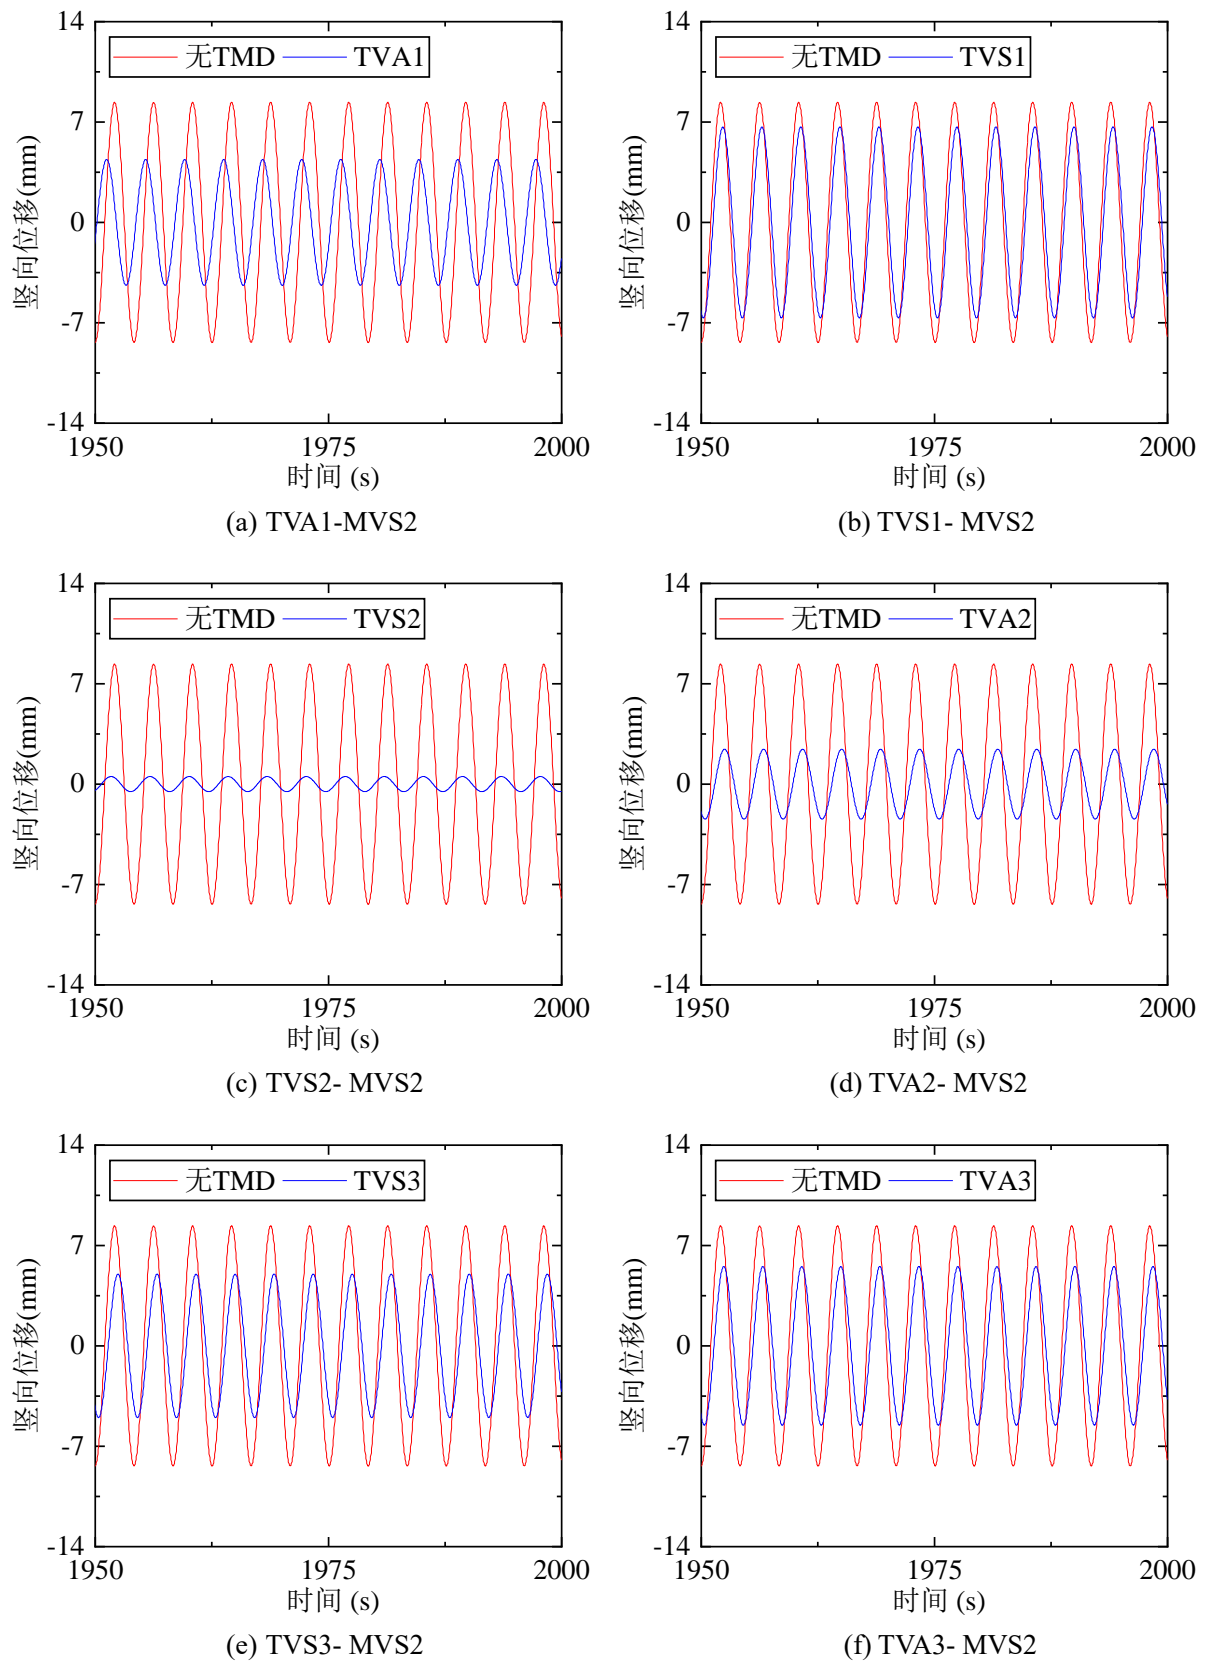 14
无TMD TVA1
7
0
-7
-14
竖向位移(mm)
1950 1975 2000
时间 (s)
(a) TVA1-MVS2
14
无TMD TVS1
7
0
-7
-14
竖向位移(mm)
1950 1975 2000
时间 (s)
(b) TVS1- MVS2
14
无TMD TVS2
7
0
-7
-14
竖向位移(mm)
1950 1975 2000
时间 (s)
(c) TVS2- MVS2
14
无TMD TVA2
7
0
-7
-14
竖向位移(mm)
1950 1975 2000
时间 (s)
(d) TVA2- MVS2
14
无TMD TVS3
7
0
-7
-14
竖向位移(mm)
1950 1975 2000
时间 (s)
(e) TVS3- MVS2
14
无TMD TVA3
7
0
-7
-14
竖向位移(mm)
1950 1975 2000
时间 (s)
(f) TVA3- MVS2